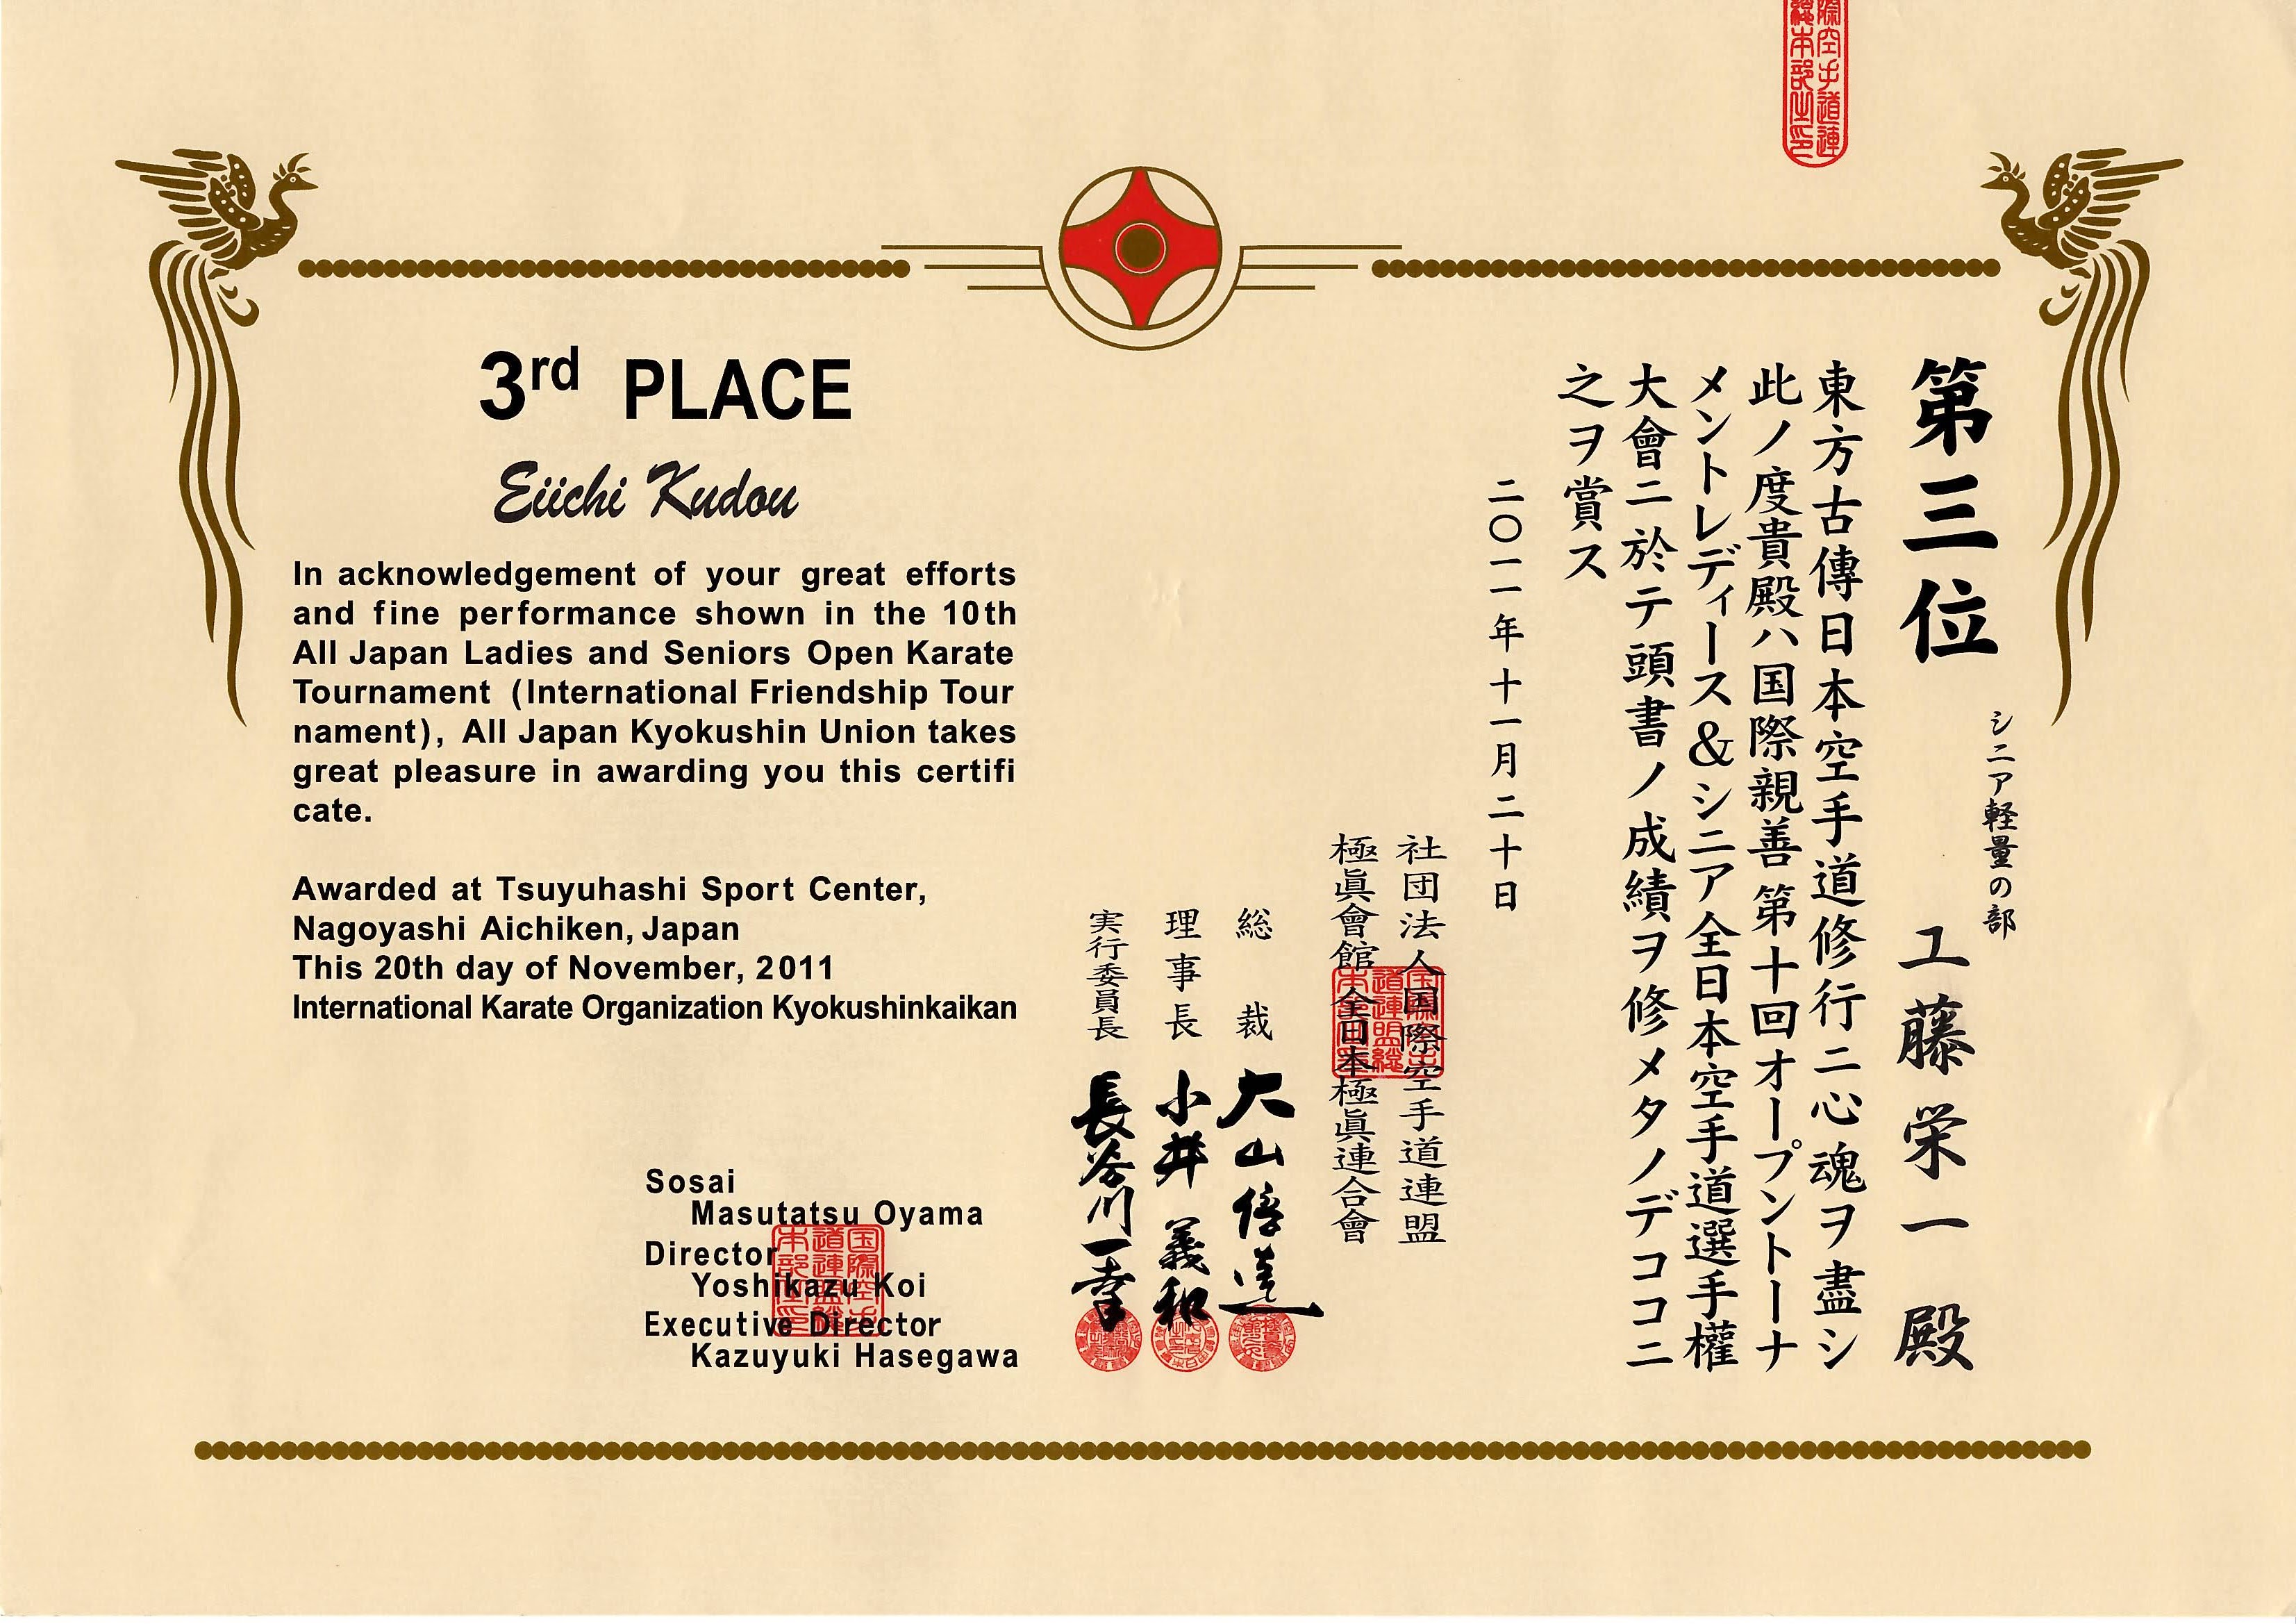 3rd PLACE
Eiichi Kudou
In acknowledgement of your great efforts
and fine performance shown in the 10th
All Japan Ladies and Seniors Open Karate
Tournament (International Friendship Tour
nament), All Japan Kyokushin Union takes
great pleasure in awarding you this certifi
cate.
Awarded at Tsuyuhashi Sport Center,
Nagoyashi Aichiken, Japan
This 20th day of November, 2011
International Karate Organization Kyokushinkaikan
Sosai
Masutatsu Oyama
Director
Yoshikazu Koi
Executive Director
Kazuyuki Hasegawa
第三位
シニア軽量の部
工藤栄一殿
東方古傳日本空手道修行ニ心魂ヲ盡シ
此ノ度貴殿ハ国際親善第十回オープントーナ
メントレディース&シニア全日本空手道選手權
大會ニ於テ頭書ノ成績ヲ修メタノデココニ
之ヲ賞ス
二〇一一年十一月二十日
社団法人国際空手道連盟
極眞會館全日本極眞連合會
総裁 大山倍達
理事長 小井義和
実行委員長 長谷川一幸